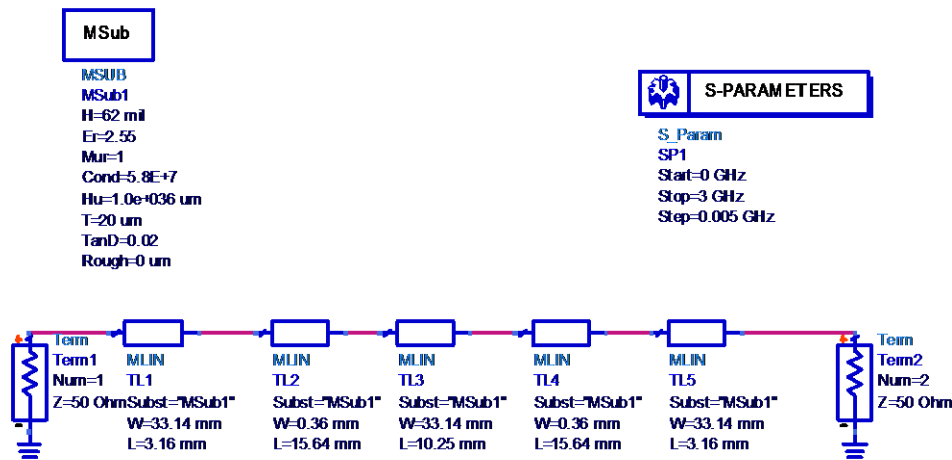 MSub
MSUB
MSub1
H=62 mil
Er=2.55
Mur=1
Cond=5.8E+7
Hu=1.0e+036 um
T=20 um
TanD=0.02
Rough=0 um
S-PARAMETERS
S_Param
SP1
Start=0 GHz
Stop=3 GHz
Step=0.005 GHz
Term
Term1
Num=1
Z=50 Ohm
MLIN
TL1
Subst="MSub1"
W=33.14 mm
L=3.16 mm
MLIN
TL2
Subst="MSub1"
W=0.36 mm
L=15.64 mm
MLIN
TL3
Subst="MSub1"
W=33.14 mm
L=10.25 mm
MLIN
TL4
Subst="MSub1"
W=0.36 mm
L=15.64 mm
MLIN
TL5
Subst="MSub1"
W=33.14 mm
L=3.16 mm
Term
Term2
Num=2
Z=50 Ohm